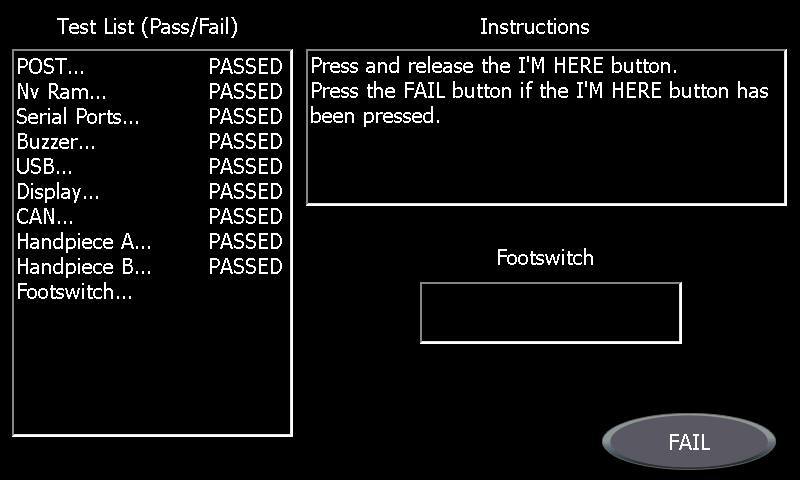 Test List (Pass/Fail)
POST... PASSED
Nv Ram... PASSED
Serial Ports... PASSED
Buzzer... PASSED
USB... PASSED
Display... PASSED
CAN... PASSED
Handpiece A... PASSED
Handpiece B... PASSED
Footswitch...
Instructions
Press and release the I'M HERE button.
Press the FAIL button if the I'M HERE button has
been pressed.
Footswitch
FAIL